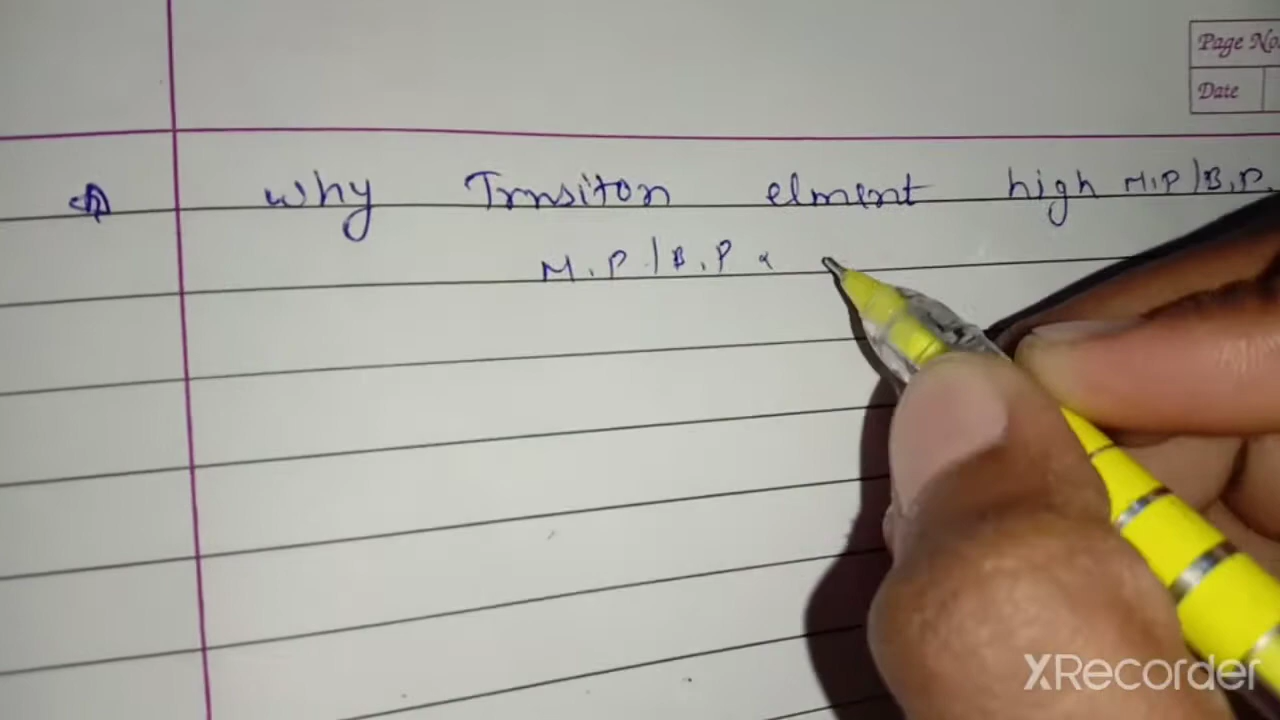 Page No.
Date
Why Trnsiton elment high M.P/B.P.
M.P/B.P ∝
XRecorder